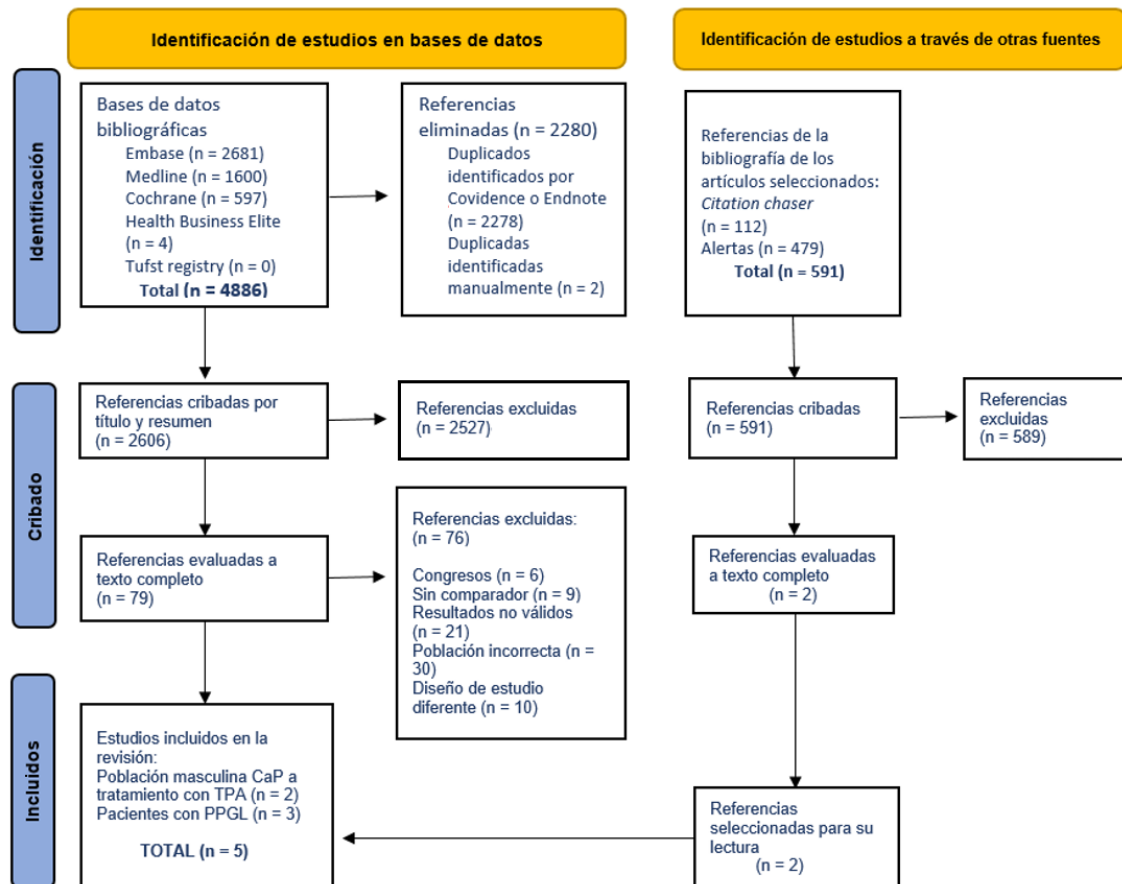 Identificación de estudios en bases de datos
Identificación de estudios a través de otras fuentes
Identificación
Bases de datos
bibliográficas
Embase (n = 2681)
Medline (n = 1600)
Cochrane (n = 597)
Health Business Elite
(n = 4)
Tufst registry (n = 0)
Total (n = 4886)
Referencias
eliminadas (n = 2280)
Duplicados
identificados por
Covidence o Endnote
(n = 2278)
Duplicadas
identificadas
manualmente (n = 2)
Referencias de la
bibliografía de los
artículos seleccionados:
Citation chaser
(n = 112)
Alertas (n = 479)
Total (n = 591)
Cribado
Referencias cribadas por
título y resumen
(n = 2606)
Referencias excluidas
(n = 2527)
Referencias cribadas
(n = 591)
Referencias
excluidas
(n = 589)
Referencias evaluadas a
texto completo
(n = 79)
Referencias excluidas:
(n = 76)
Congresos (n = 6)
Sin comparador (n = 9)
Resultados no válidos
(n = 21)
Población incorrecta (n =
30)
Diseño de estudio
diferente (n = 10)
Referencias evaluadas
a texto completo
(n = 2)
Incluidos
Estudios incluidos en la
revisión:
Población masculina CaP a
tratamiento con TPA (n = 2)
Pacientes con PPGL (n = 3)
TOTAL (n = 5)
Referencias
seleccionadas para su
lectura
(n = 2)